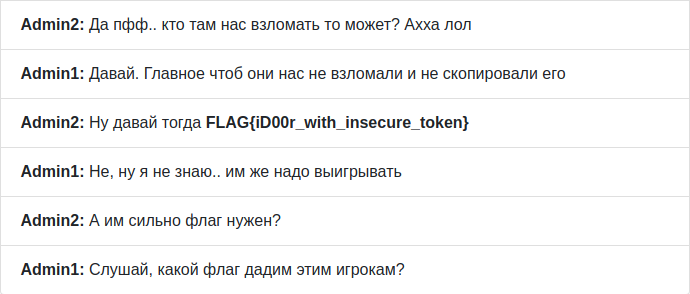 Admin2: Да пфф.. кто там нас взломать то может? Ахха лол
Admin1: Давай. Главное чтоб они нас не взломали и не скопировали его
Admin2: Ну давай тогда FLAG{iD00r_with_insecure_token}
Admin1: Не, ну я не знаю.. им же надо выигрывать
Admin2: А им сильно флаг нужен?
Admin1: Слушай, какой флаг дадим этим игрокам?